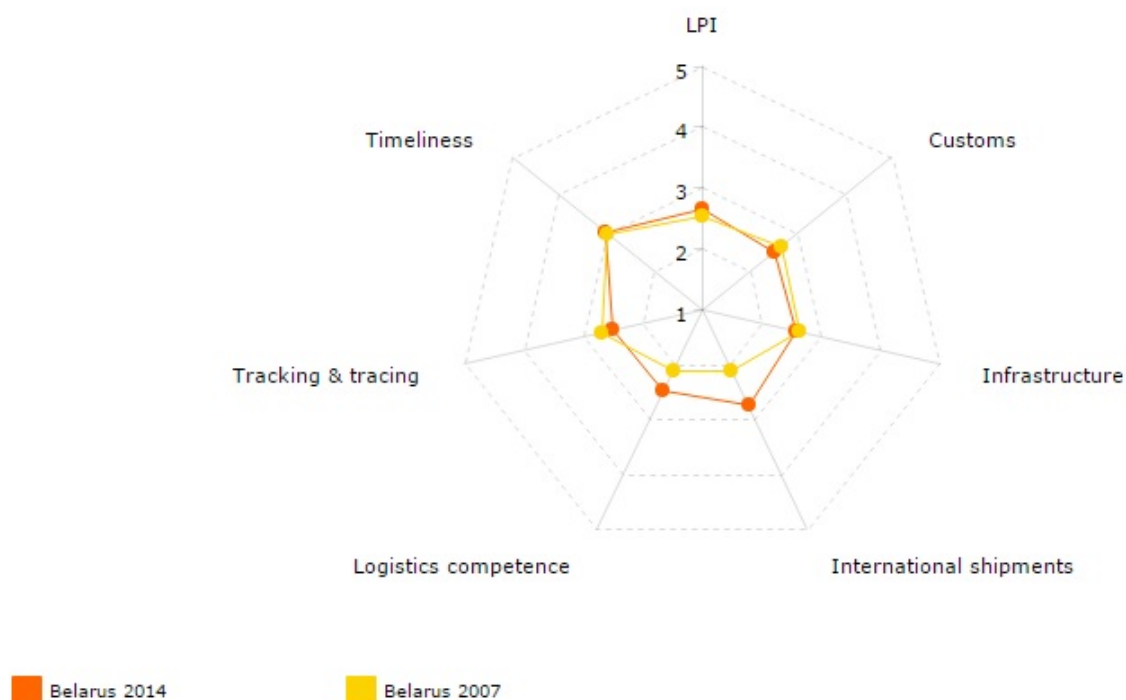 LPI
5
Timeliness
Customs
4
3
2
1
Tracking & tracing
Infrastructure
Logistics competence
International shipments
Belarus 2014
Belarus 2007